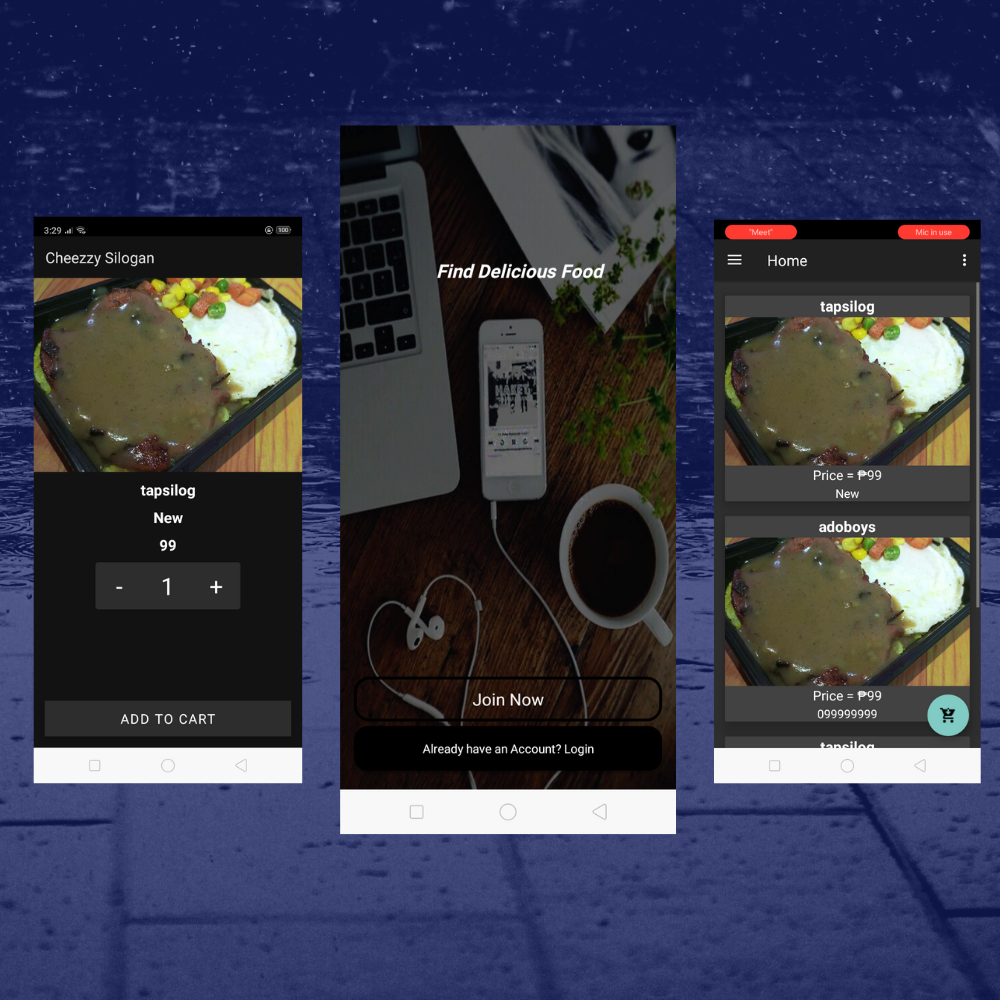 3:29
100
Cheezzy Silogan
tapsilog
New
99
- 1 +
ADD TO CART
Find Delicious Food
Join Now
Already have an Account? Login
"Meet"
Mic in use
Home
tapsilog
Price = ₱99
New
adoboys
Price = ₱99
099999999
tapsilog